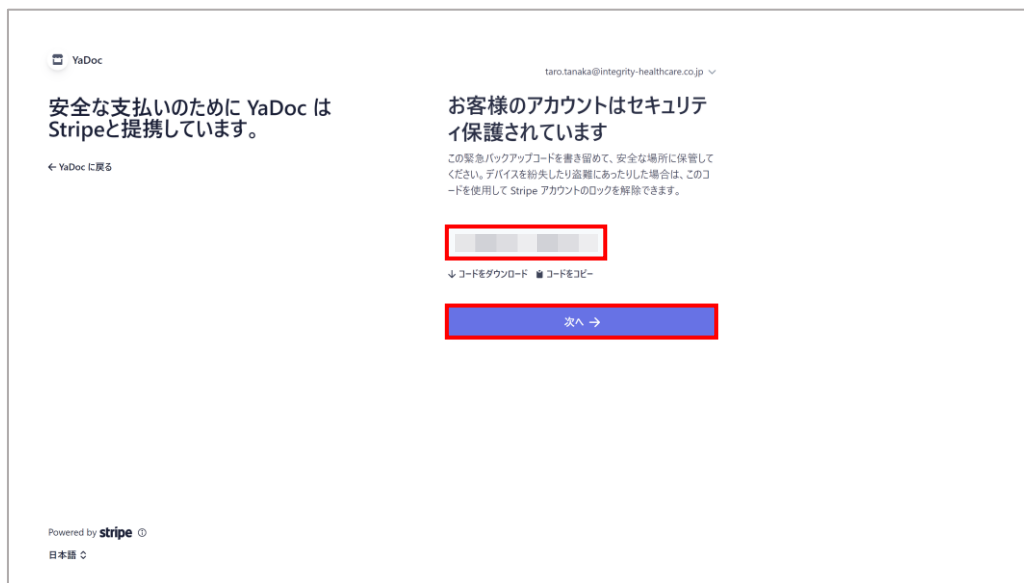 YaDoc
安全な支払いのために YaDoc は
Stripeと提携しています。
← YaDoc に戻る
taro.tanaka@integrity-healthcare.co.jp
お客様のアカウントはセキュリテ
ィ保護されています
この緊急バックアップコードを書き留めて、安全な場所に保管して
ください。デバイスを紛失したり盗難にあったりした場合は、このコ
ードを使用して Stripe アカウントのロックを解除できます。
↓ コードをダウンロード コードをコピー
次へ →
Powered by stripe
日本語